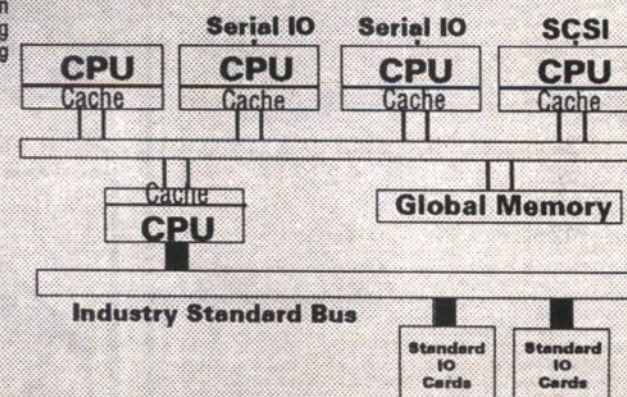 Serial IO Serial IO SCSI
CPU CPU CPU CPU
Cache Cache Cache Cache
Cache
CPU
Global Memory
Industry Standard Bus
Standard
IO
Cards
Standard
IO
Cards